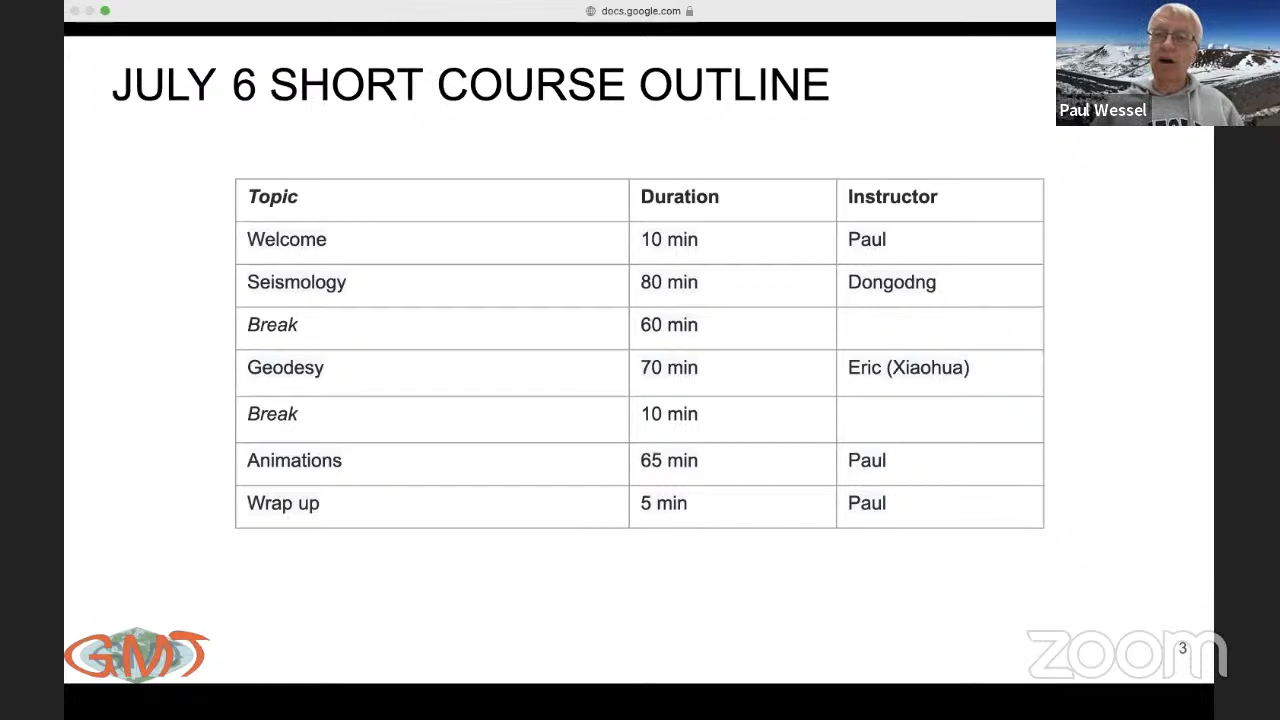 docs.google.com
JULY 6 SHORT COURSE OUTLINE
Paul Wessel
Topic Duration Instructor
Welcome 10 min Paul
Seismology 80 min Dongodng
Break 60 min
Geodesy 70 min Eric (Xiaohua)
Break 10 min
Animations 65 min Paul
Wrap up 5 min Paul
GMT
zoom
3